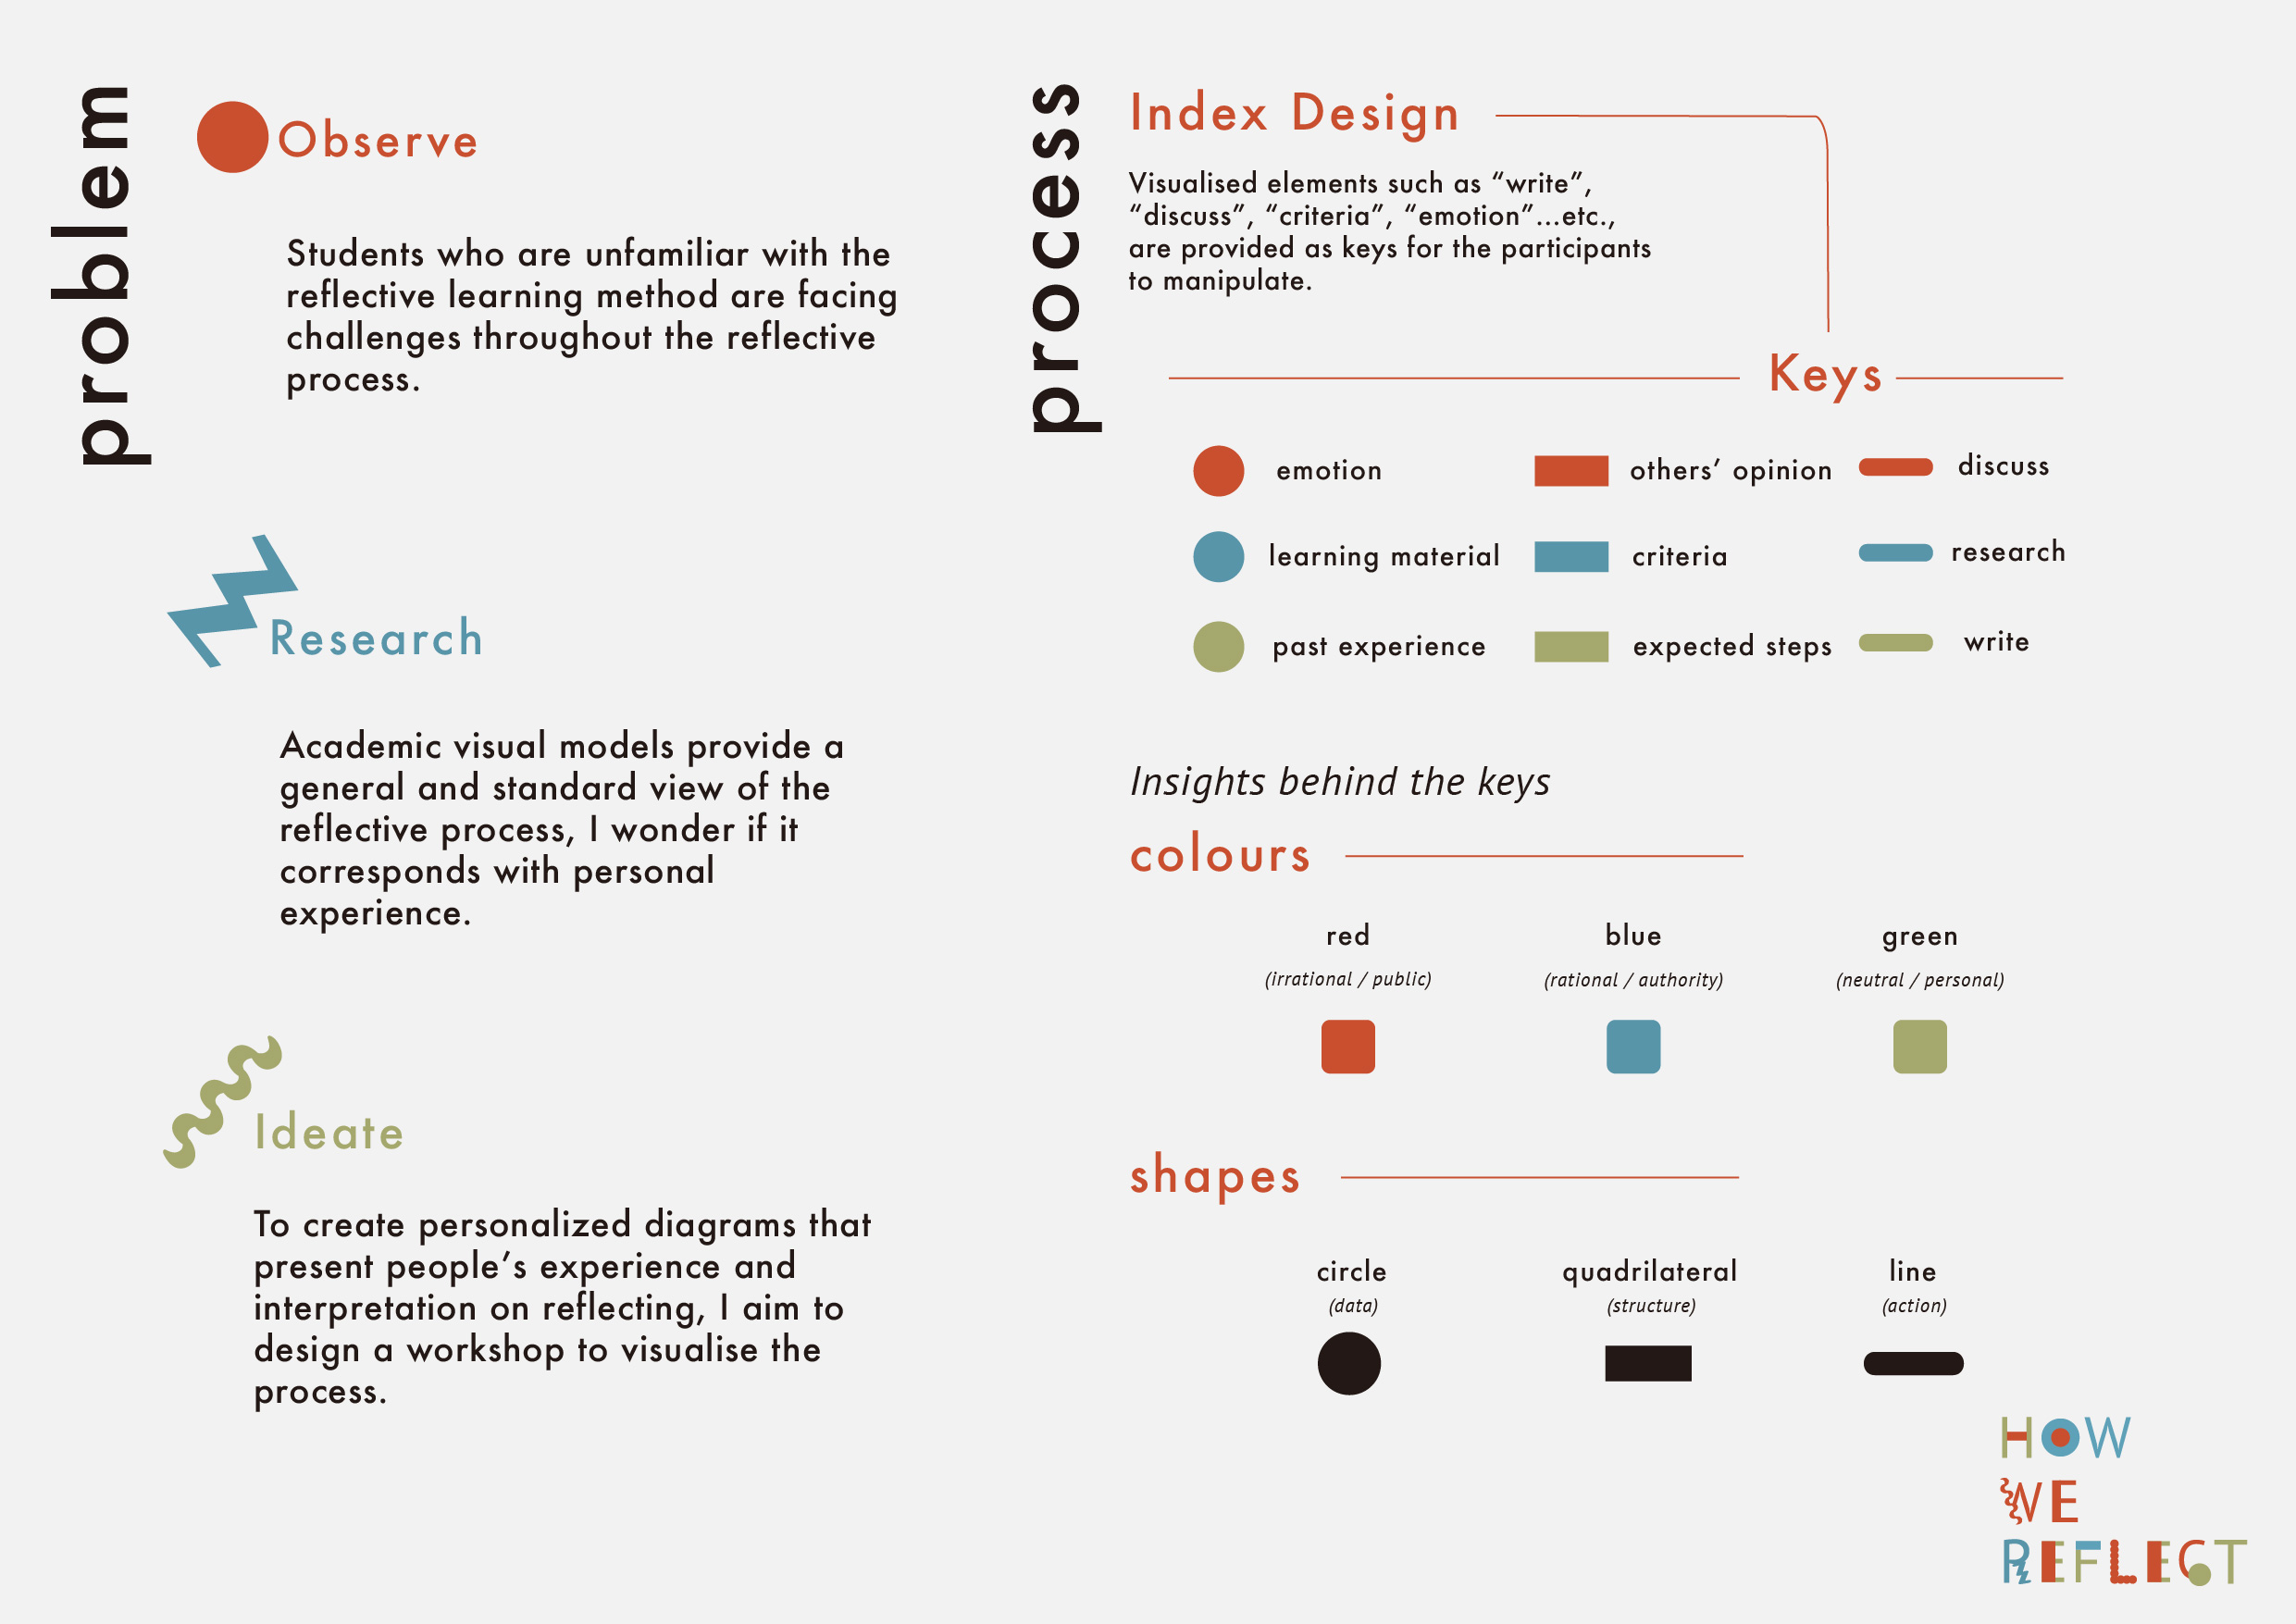 problem
Observe
Students who are unfamiliar with the
reflective learning method are facing
challenges throughout the reflective
process.
Research
Academic visual models provide a
general and standard view of the
reflective process, I wonder if it
corresponds with personal
experience.
Ideate
To create personalized diagrams that
present people’s experience and
interpretation on reflecting, I aim to
design a workshop to visualise the
process.
process
Index Design
Visualised elements such as “write”,
“discuss”, “criteria”, “emotion”...etc.,
are provided as keys for the participants
to manipulate.
Keys
emotion others’ opinion discuss
learning material criteria research
past experience expected steps write
Insights behind the keys
colours
red blue green
(irrational / public) (rational / authority) (neutral / personal)
shapes
circle quadrilateral line
(data) (structure) (action)
HOW
WE
REFLECT